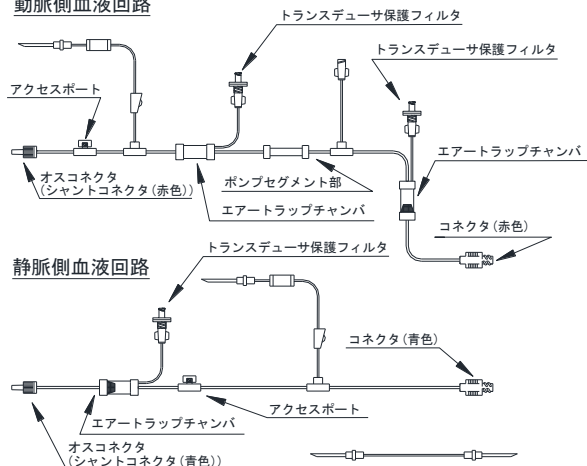 動脈側血液回路
トランスデューサ保護フィルタ
トランスデューサ保護フィルタ
アクセスポート
エアートラップチャンバ
オスコネクタ
(シャントコネクタ(赤色))
ポンプセグメント部
エアートラップチャンバ
コネクタ(赤色)
静脈側血液回路
トランスデューサ保護フィルタ
コネクタ(青色)
アクセスポート
エアートラップチャンバ
オスコネクタ
(シャントコネクタ(青色))